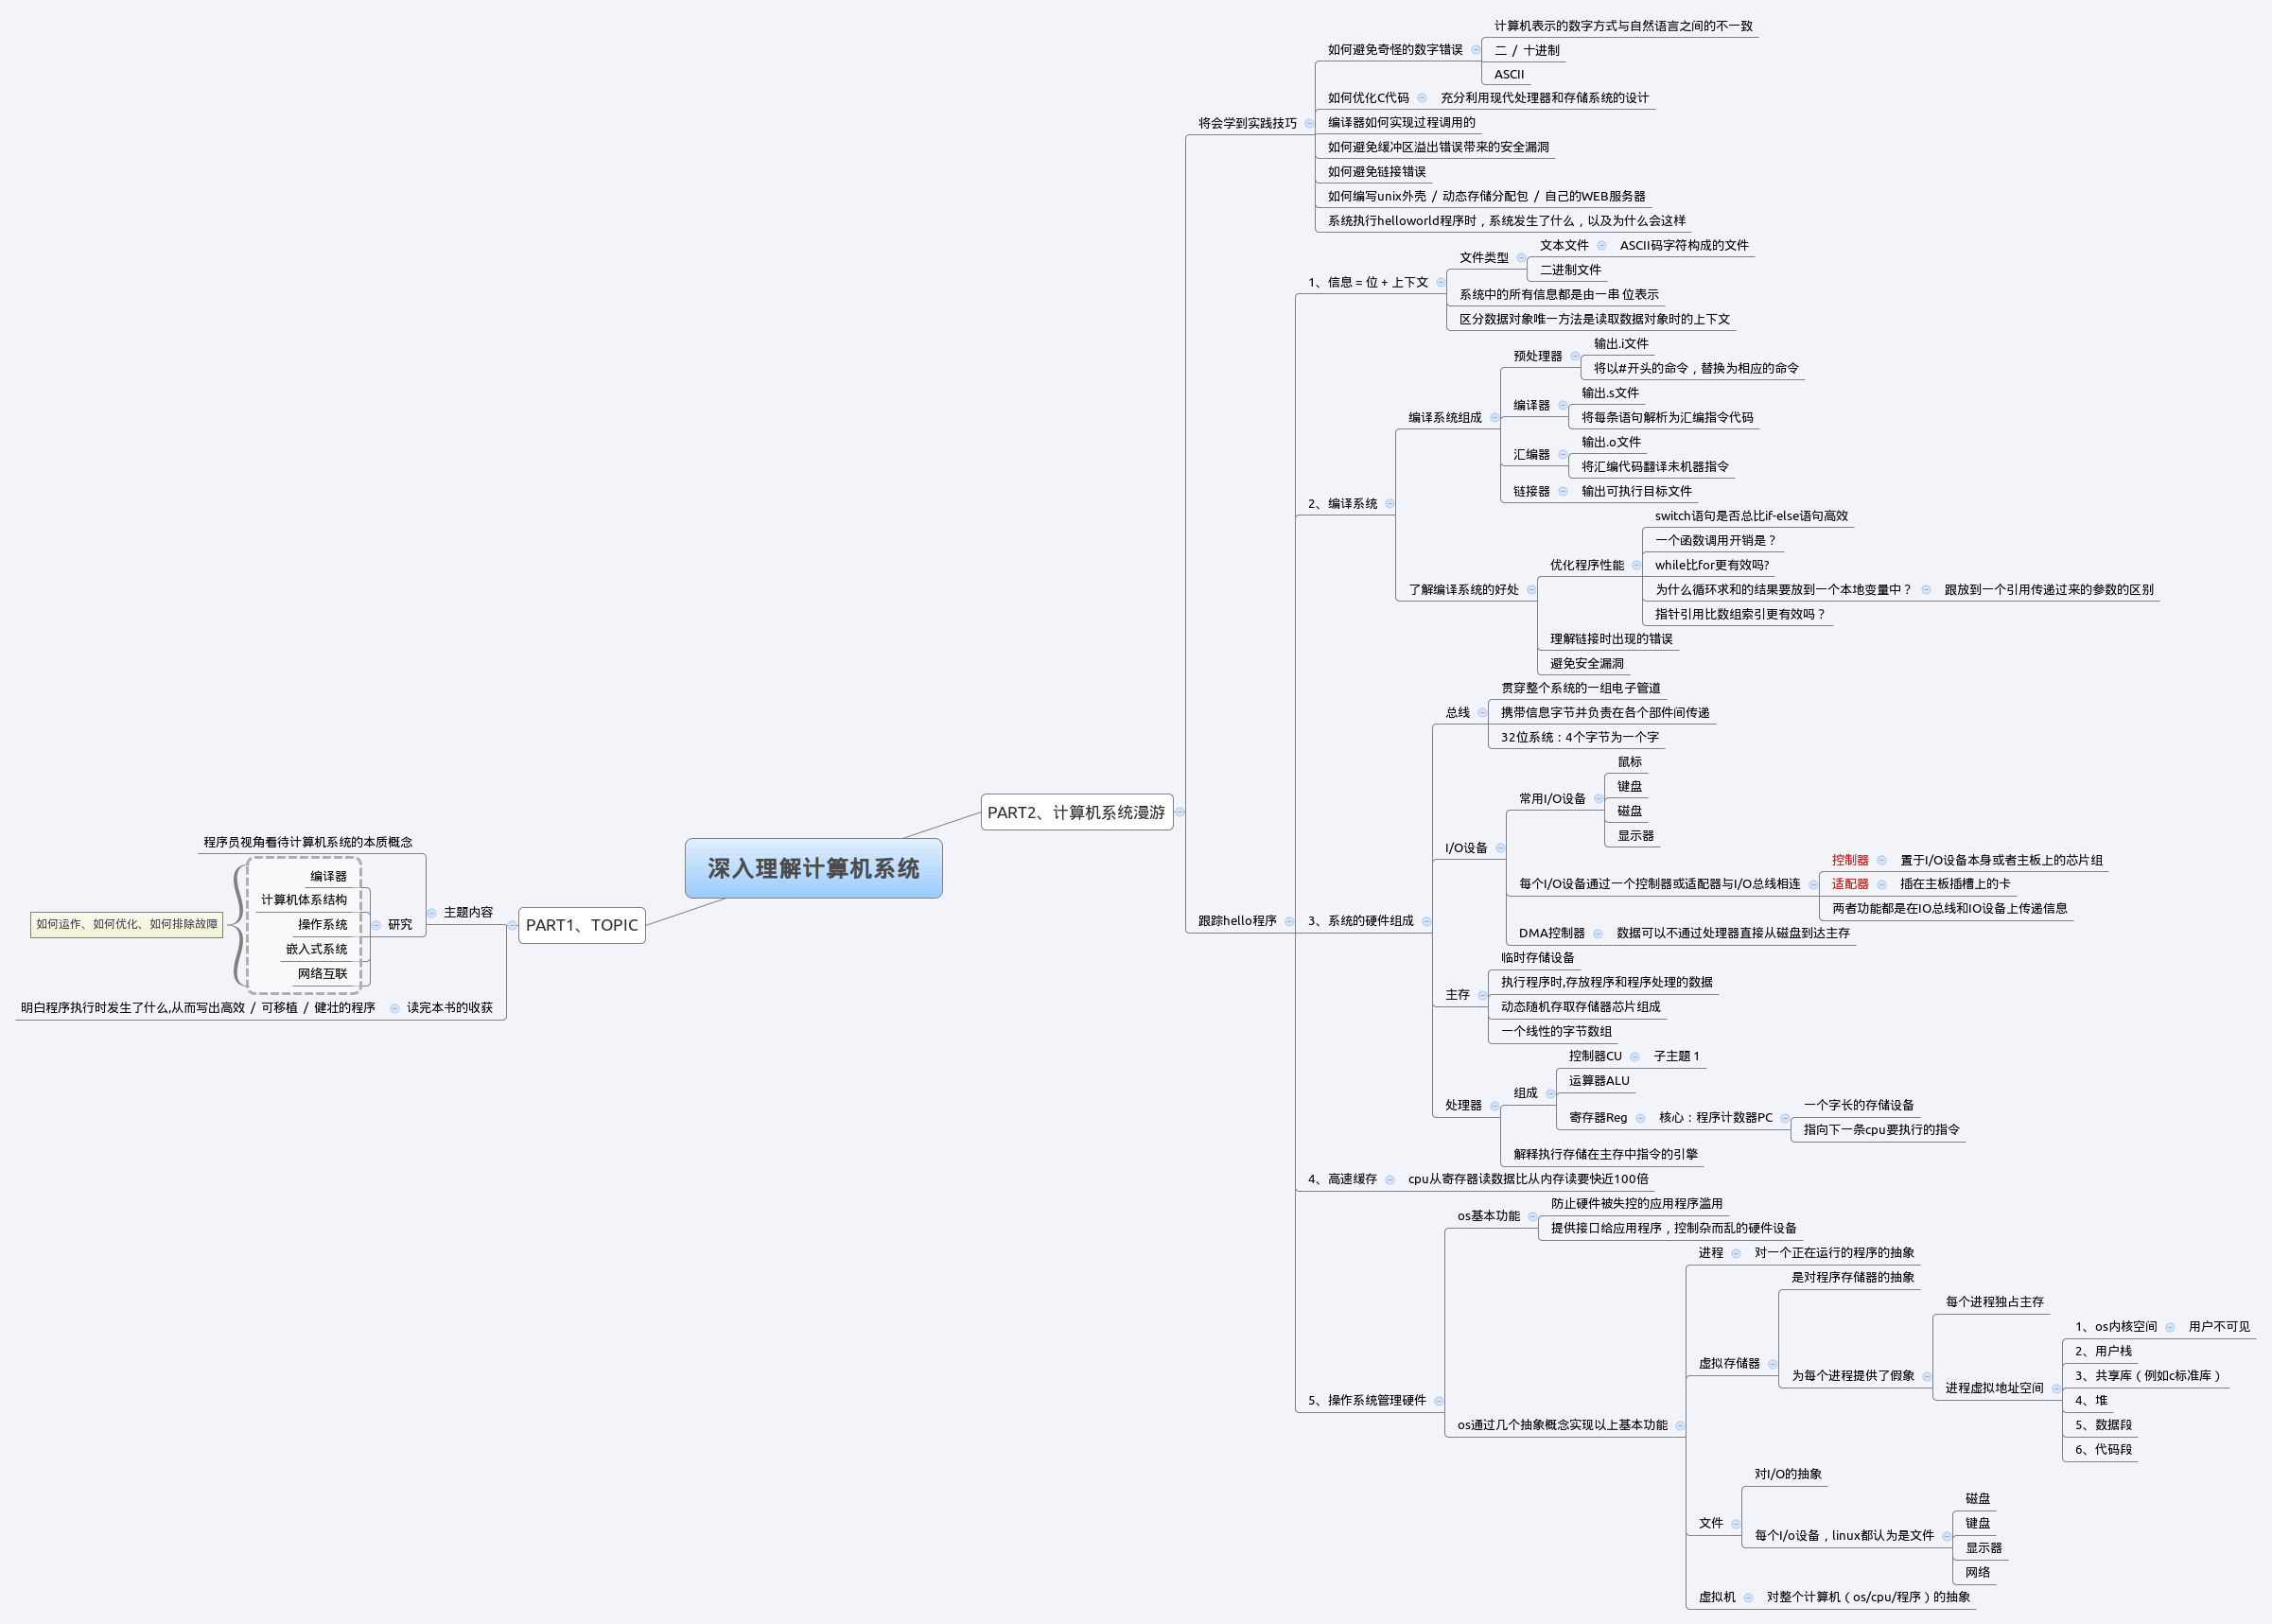 深入理解计算机系统
PART1、TOPIC
主题内容
程序员视角看待计算机系统的本质概念
研究
编译器
计算机体系结构
操作系统
嵌入式系统
网络互联
如何运作、如何优化、如何排除故障
读完本书的收获
明白程序执行时发生了什么,从而写出高效 / 可移植 / 健壮的程序
PART2、计算机系统漫游
将会学到实践技巧
如何避免奇怪的数字错误
计算机表示的数字方式与自然语言之间的不一致
二 / 十进制
ASCII
如何优化C代码
充分利用现代处理器和存储系统的设计
编译器如何实现过程调用的
如何避免缓冲区溢出错误带来的安全漏洞
如何避免链接错误
如何编写unix外壳 / 动态存储分配包 / 自己的WEB服务器
系统执行helloworld程序时，系统发生了什么，以及为什么会这样
跟踪hello程序
1、信息 = 位 + 上下文
文件类型
文本文件
ASCII码字符构成的文件
二进制文件
系统中的所有信息都是由一串 位表示
区分数据对象唯一方法是读取数据对象时的上下文
2、编译系统
编译系统组成
预处理器
输出.i文件
将以#开头的命令，替换为相应的命令
编译器
输出.s文件
将每条语句解析为汇编指令代码
汇编器
输出.o文件
将汇编代码翻译未机器指令
链接器
输出可执行目标文件
了解编译系统的好处
优化程序性能
switch语句是否总比if-else语句高效
一个函数调用开销是？
while比for更有效吗?
为什么循环求和的结果要放到一个本地变量中？
跟放到一个引用传递过来的参数的区别
指针引用比数组索引更有效吗？
理解链接时出现的错误
避免安全漏洞
3、系统的硬件组成
总线
贯穿整个系统的一组电子管道
携带信息字节并负责在各个部件间传递
32位系统：4个字节为一个字
I/O设备
常用I/O设备
鼠标
键盘
磁盘
显示器
每个I/O设备通过一个控制器或适配器与I/O总线相连
控制器
置于I/O设备本身或者主板上的芯片组
适配器
插在主板插槽上的卡
两者功能都是在IO总线和IO设备上传递信息
DMA控制器
数据可以不通过处理器直接从磁盘到达主存
主存
临时存储设备
执行程序时,存放程序和程序处理的数据
动态随机存取存储器芯片组成
一个线性的字节数组
处理器
组成
控制器CU
子主题 1
运算器ALU
寄存器Reg
核心：程序计数器PC
一个字长的存储设备
指向下一条cpu要执行的指令
解释执行存储在主存中指令的引擎
4、高速缓存
cpu从寄存器读数据比从内存读要快近100倍
5、操作系统管理硬件
os基本功能
防止硬件被失控的应用程序滥用
提供接口给应用程序，控制杂而乱的硬件设备
os通过几个抽象概念实现以上基本功能
进程
对一个正在运行的程序的抽象
虚拟存储器
是对程序存储器的抽象
为每个进程提供了假象
每个进程独占主存
进程虚拟地址空间
1、os内核空间
用户不可见
2、用户栈
3、共享库（例如c标准库）
4、堆
5、数据段
6、代码段
文件
对I/O的抽象
每个I/o设备，linux都认为是文件
磁盘
键盘
显示器
网络
虚拟机
对整个计算机（os/cpu/程序）的抽象